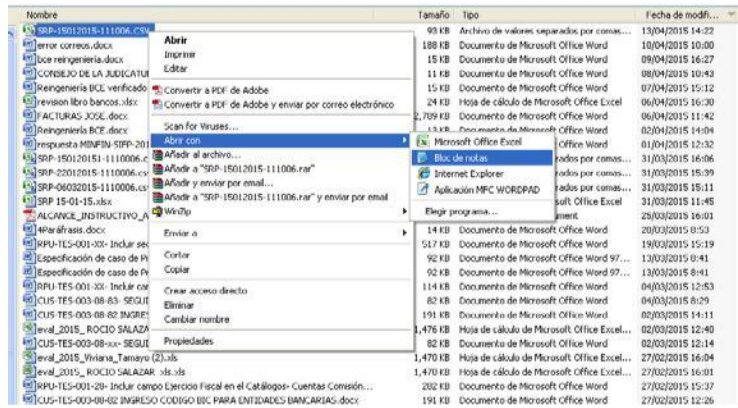 Nombre Tamaño Tipo Fecha de modifi...
SRP-15012015-111006.CSV 93 KB Archivo de valores separados por comas... 13/04/2015 14:22
error correos.docx 188 KB Documento de Microsoft Office Word 10/04/2015 10:00
bce reingenieria.docx 15 KB Documento de Microsoft Office Word 09/04/2015 16:27
CONSEJO DE LA JUDICATU 11 KB Documento de Microsoft Office Word 08/04/2015 10:43
Reingenieria BCE verificado 15 KB Documento de Microsoft Office Word 07/04/2015 15:12
revision libro bancos.xlsx 24 KB Hoja de cálculo de Microsoft Office Excel 06/04/2015 16:30
FACTURAS JOSE.docx 2,789 KB Documento de Microsoft Office Word 06/04/2015 11:42
Reingenieria BCE.docx 13 KB Documento de Microsoft Office Word 02/04/2015 14:04
respuesta MINFIN-SIFP-201 01/04/2015 12:32
SRP-150120151-1110006.c rados por comas... 31/03/2015 16:06
SRP-22012015-1110006.cs rados por comas... 31/03/2015 15:39
SRP-06032015-1110006.cs rados por comas... 31/03/2015 15:11
SRP 15-01-15.xlsx soft Office Excel 31/03/2015 11:45
ALCANCE_INSTRUCTIVO_A ment 25/03/2015 16:01
4Paráfrasis.docx 14 KB Documento de Microsoft Office Word 20/03/2015 8:53
RPU-TES-001-XX- Incluir sec 517 KB Documento de Microsoft Office Word 19/03/2015 15:19
Especificación de caso de Pr 92 KB Documento de Microsoft Office Word 97... 13/03/2015 8:41
Especificación de caso de Pr 92 KB Documento de Microsoft Office Word 97... 13/03/2015 8:41
RPU-TES-001-XX- Incluir car 114 KB Documento de Microsoft Office Word 04/03/2015 12:53
CUS-TES-003-08-83- SEGUI 82 KB Documento de Microsoft Office Word 04/03/2015 8:29
CUS-TES-003-08-82 INGRES 191 KB Documento de Microsoft Office Word 02/03/2015 14:11
eval_2015_ ROCIO SALAZA 1,476 KB Hoja de cálculo de Microsoft Office Excel... 02/03/2015 12:40
CUS-TES-003-08-xx- SEGUI 82 KB Documento de Microsoft Office Word 02/03/2015 12:14
eval_2015_Viviana_Tamayo (2).xls 1,470 KB Hoja de cálculo de Microsoft Office Excel... 27/02/2015 16:04
eval_2015_ ROCIO SALAZAR .xls.xls 1,470 KB Hoja de cálculo de Microsoft Office Excel... 27/02/2015 16:01
RPU-TES-001-28- Incluir campo Ejercicio Fiscal en el Catálogos- Cuentas Comisión... 202 KB Documento de Microsoft Office Word 27/02/2015 15:37
CUS-TES-003-08-82 INGRESO CODIGO BIC PARA ENTIDADES BANCARIAS.docx 191 KB Documento de Microsoft Office Word 27/02/2015 12:26
Abrir
Imprimir
Editar
Convertir a PDF de Adobe
Convertir a PDF de Adobe y enviar por correo electrónico
Scan for Viruses...
Abrir con
Añadir al archivo...
Añadir a "SRP-15012015-111006.rar"
Añadir y enviar por email...
Añadir a "SRP-15012015-111006.rar" y enviar por email
WinZip
Enviar a
Cortar
Copiar
Crear acceso directo
Eliminar
Cambiar nombre
Propiedades
Microsoft Office Excel
Bloc de notas
Internet Explorer
Aplicación MFC WORDPAD
Elegir programa...